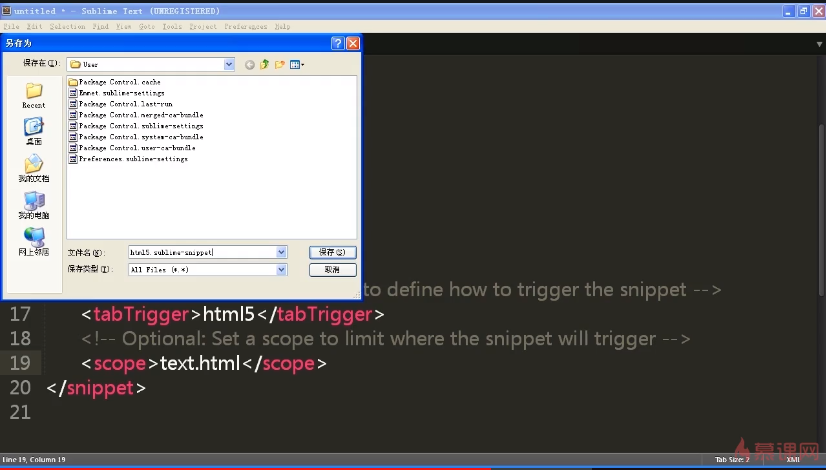 untitled * - Sublime Text (UNREGISTERED)
File Edit Selection Find View Goto Tools Project Preferences Help
另存为
保存在(I):
User
Recent
桌面
我的文档
我的电脑
网上邻居
Package Control.cache
Emmet.sublime-settings
Package Control.last-run
Package Control.merged-ca-bundle
Package Control.sublime-settings
Package Control.system-ca-bundle
Package Control.user-ca-bundle
Preferences.sublime-settings
文件名(N):
html5.sublime-snippet
保存(S)
保存类型(T):
All Files (*.*)
取消
to define how to trigger the snippet -->
17 <tabTrigger>html5</tabTrigger>
18 <!-- Optional: Set a scope to limit where the snippet will trigger -->
19 <scope>text.html</scope>
20 </snippet>
21
Line 19, Column 19
Tab Size: 2
XML
慕课网